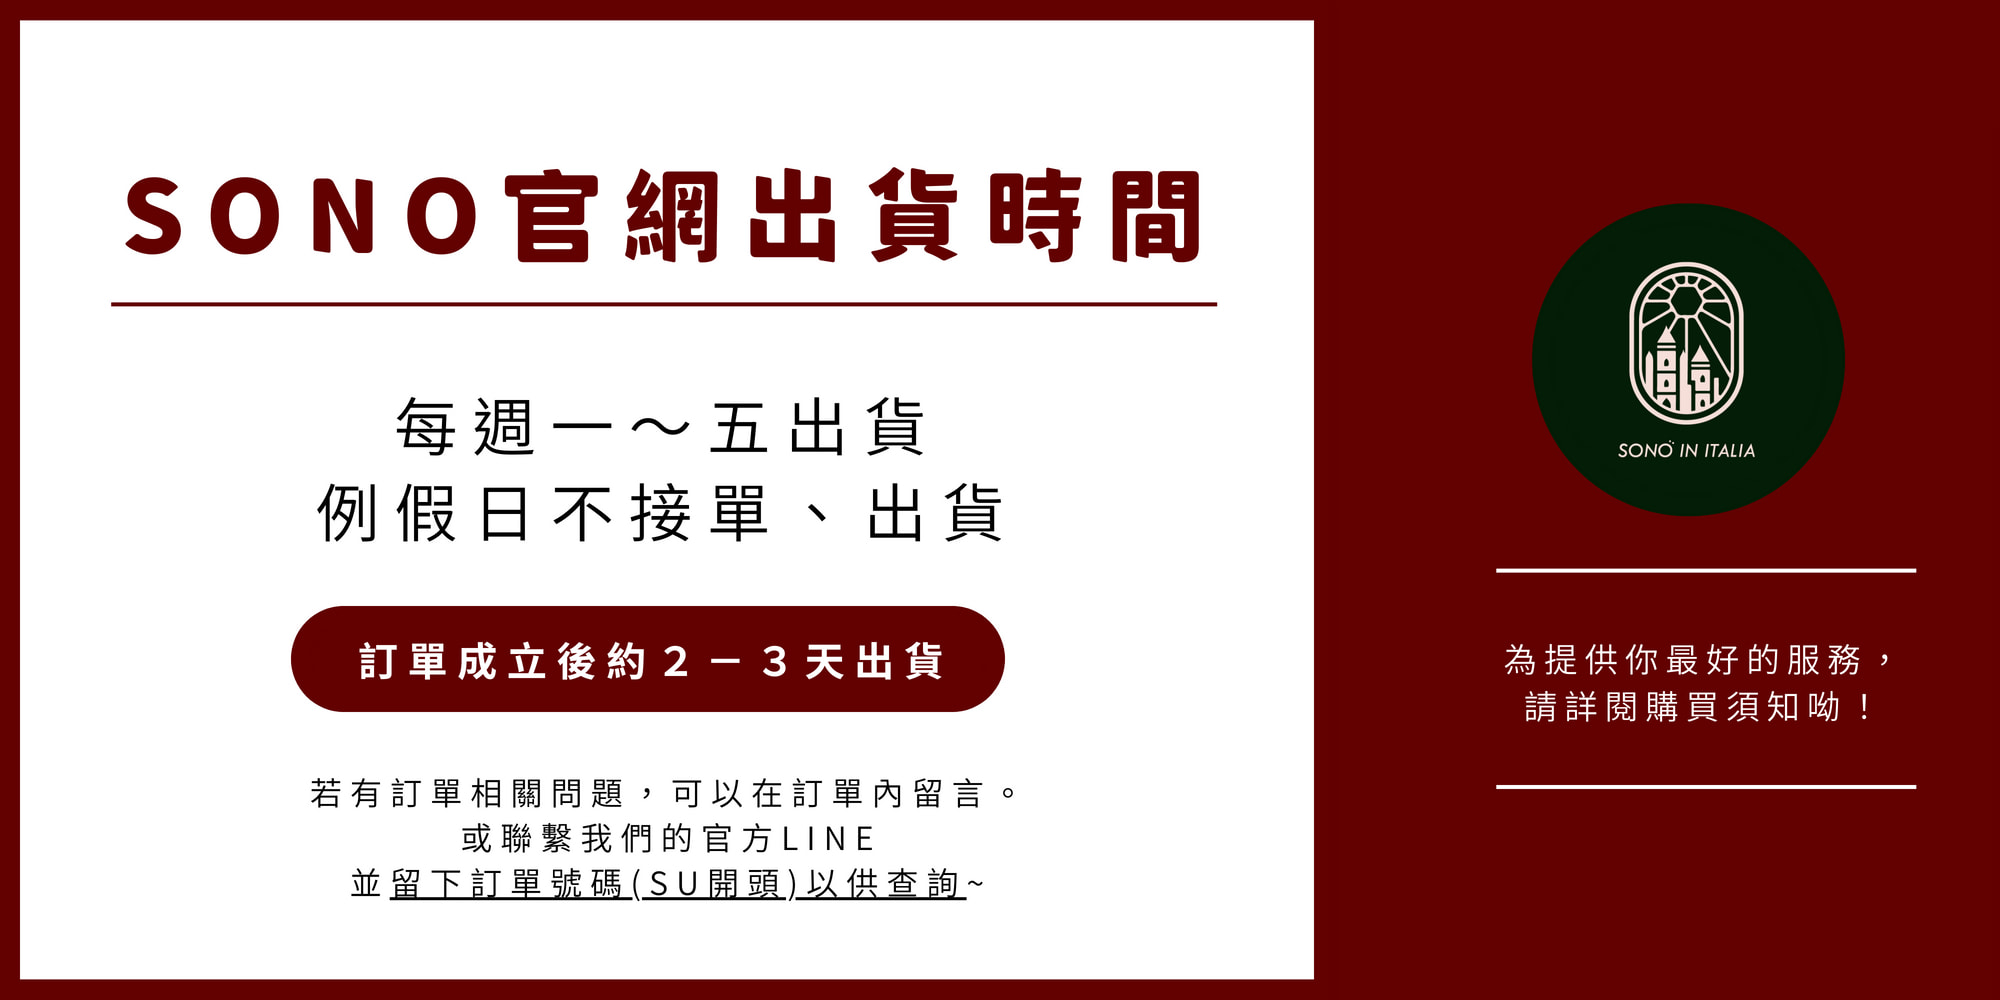 SONO官網出貨時間
每週一～五出貨
例假日不接單、出貨
訂單成立後約２－３天出貨
若有訂單相關問題，可以在訂單內留言。
或聯繫我們的官方LINE
並留下訂單號碼(SU開頭)以供查詢~
SONÖ IN ITALIA
為提供你最好的服務，
請詳閱購買須知呦！